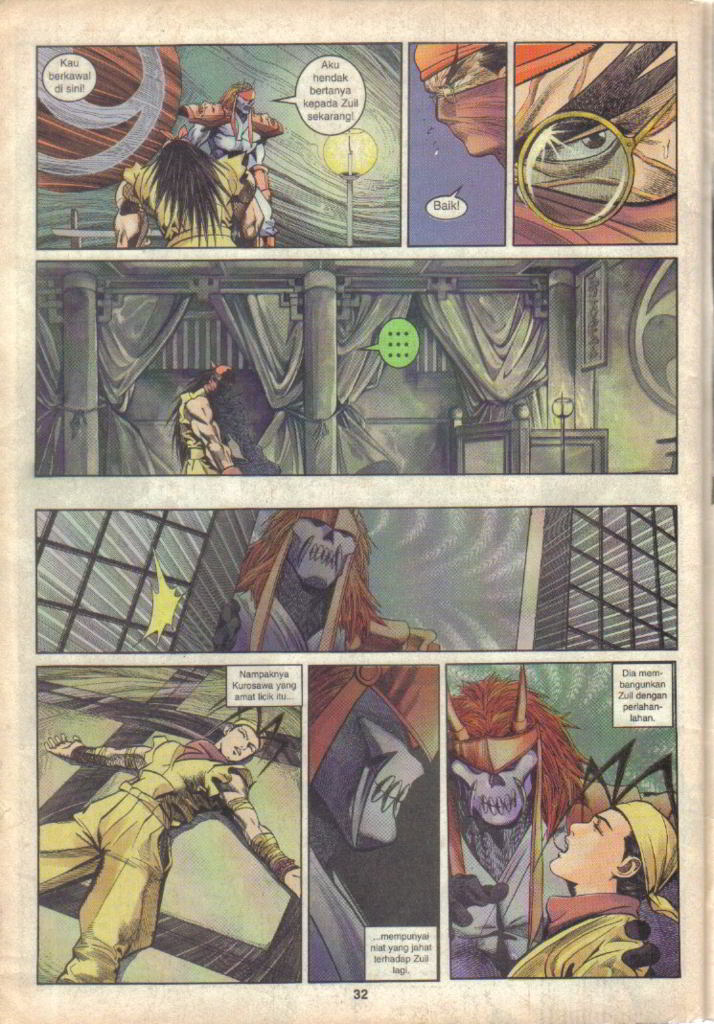 Kau
berkawal
di sini!
Aku
hendak
bertanya
kepada Zuil
sekarang!
Baik!
Nampaknya
Kurosawa yang
amat licik itu...
...mempunyai
niat yang jahat
terhadap Zuil
lagi.
Dia mem-
bangunkan
Zuil dengan
perlahan-
lahan.
32